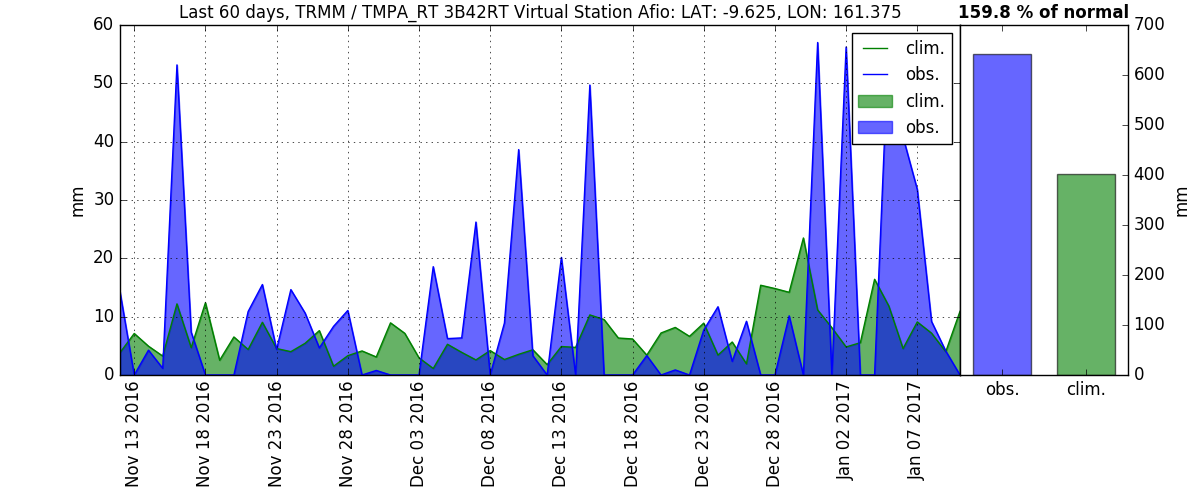 Last 60 days, TRMM / TMPA_RT 3B42RT Virtual Station Afio: LAT: -9.625, LON: 161.375
159.8 % of normal
60
50
40
30
20
10
0
mm
clim.
obs.
clim.
obs.
700
600
500
400
300
200
100
0
mm
Nov 13 2016
Nov 18 2016
Nov 23 2016
Nov 28 2016
Dec 03 2016
Dec 08 2016
Dec 13 2016
Dec 18 2016
Dec 23 2016
Dec 28 2016
Jan 02 2017
Jan 07 2017
obs.
clim.